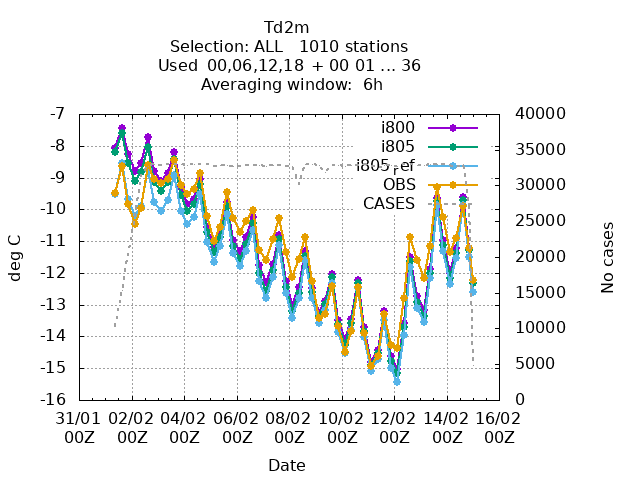 Td2m
Selection: ALL   1010 stations
Used  00,06,12,18 + 00 01 ... 36
Averaging window:  6h
-7
-8
-9
-10
-11
-12
-13
-14
-15
-16
40000
35000
30000
25000
20000
15000
10000
5000
0
i800
i805
i805ref
OBS
CASES
deg C
No cases
31/01 02/02 04/02 06/02 08/02 10/02 12/02 14/02 16/02
00Z 00Z 00Z 00Z 00Z 00Z 00Z 00Z 00Z
Date